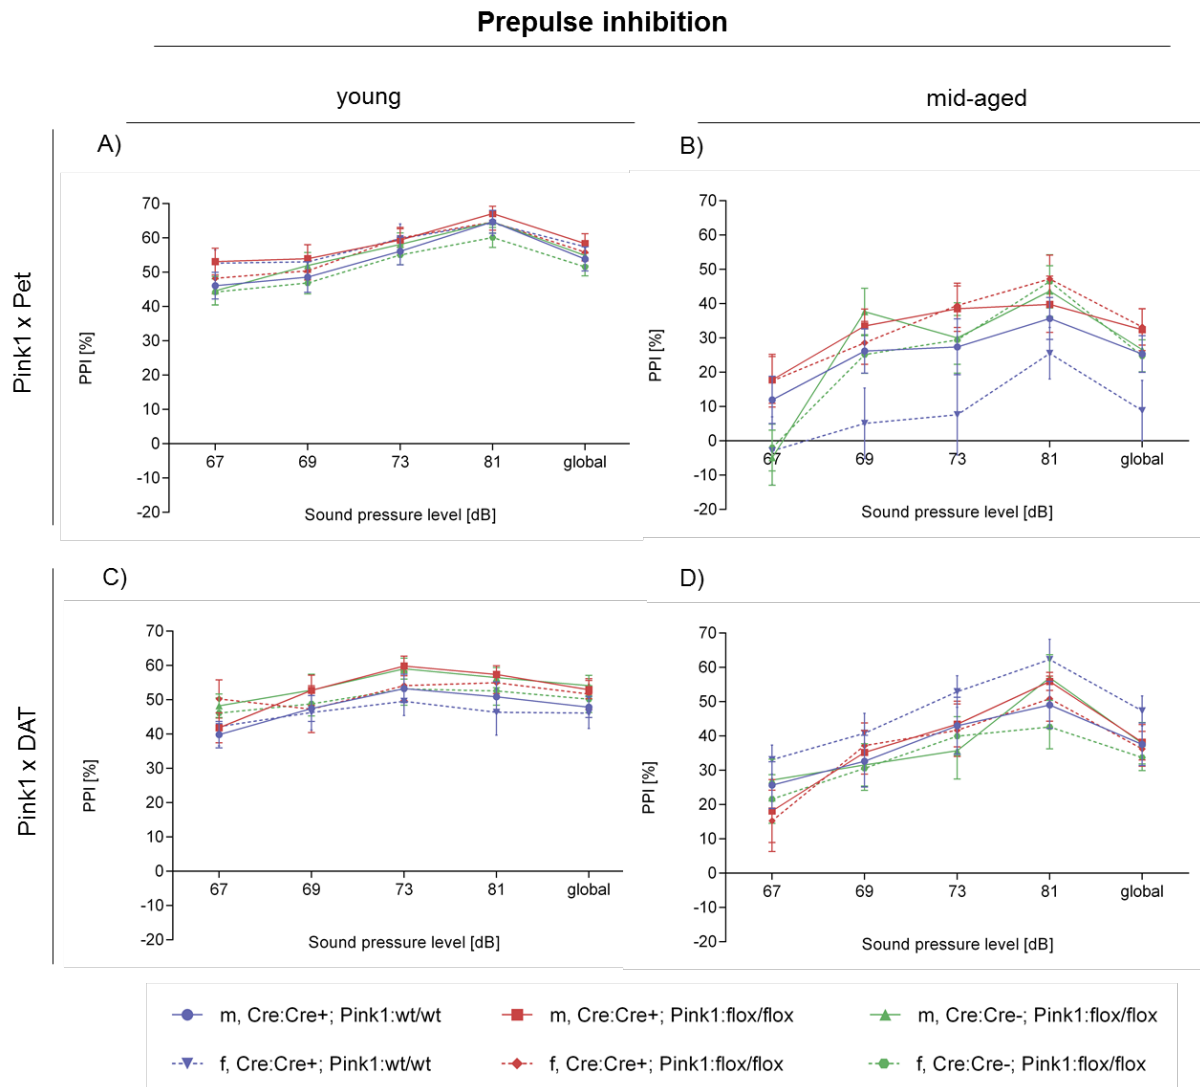 Prepulse inhibition
young
mid-aged
Pink1 x Pet
A)
70
60
50
40
30
20
10
0
-10
-20
PPI [%]
67 69 73 81 global
Sound pressure level [dB]
B)
70
60
50
40
30
20
10
0
-10
-20
PPI [%]
67 69 73 81 global
Sound pressure level [dB]
Pink1 x DAT
C)
70
60
50
40
30
20
10
0
-10
-20
PPI [%]
67 69 73 81 global
Sound pressure level [dB]
D)
70
60
50
40
30
20
10
0
-10
-20
PPI [%]
67 69 73 81 global
Sound pressure level [dB]
m, Cre:Cre+; Pink1:wt/wt
m, Cre:Cre+; Pink1:flox/flox
m, Cre:Cre-; Pink1:flox/flox
f, Cre:Cre+; Pink1:wt/wt
f, Cre:Cre+; Pink1:flox/flox
f, Cre:Cre-; Pink1:flox/flox